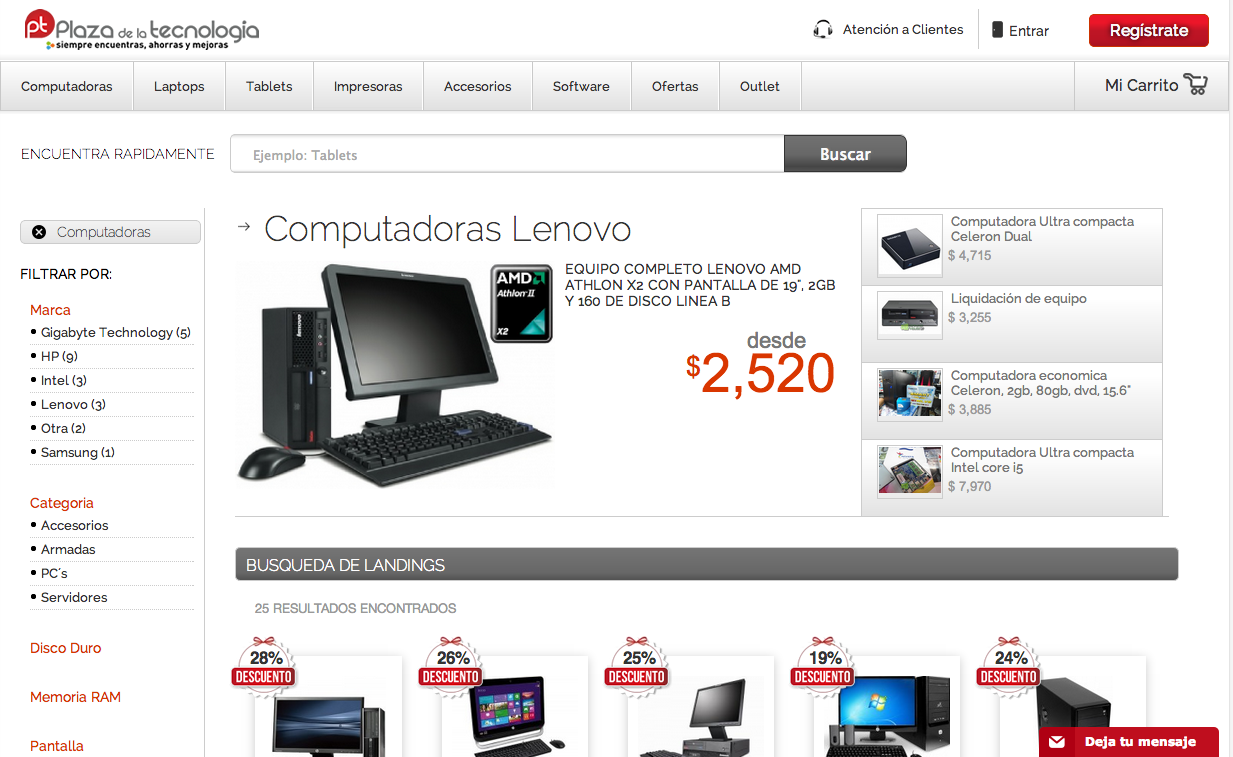 pt Plaza de la tecnología
siempre encuentras, ahorras y mejoras
Atención a Clientes
Entrar
Regístrate
Computadoras
Laptops
Tablets
Impresoras
Accesorios
Software
Ofertas
Outlet
Mi Carrito
ENCUENTRA RAPIDAMENTE
Ejemplo: Tablets
Buscar
Computadoras
FILTRAR POR:
Marca
Gigabyte Technology (5)
HP (9)
Intel (3)
Lenovo (3)
Otra (2)
Samsung (1)
Categoria
Accesorios
Armadas
PC´s
Servidores
Disco Duro
Memoria RAM
Pantalla
→ Computadoras Lenovo
lenovo
AMD
Athlon II
X2
EQUIPO COMPLETO LENOVO AMD
ATHLON X2 CON PANTALLA DE 19", 2GB
Y 160 DE DISCO LINEA B
desde
$2,520
Computadora Ultra compacta
Celeron Dual
$ 4,715
Liquidación de equipo
$ 3,255
Computadora economica
Celeron, 2gb, 80gb, dvd, 15.6"
$ 3,885
Computadora Ultra compacta
Intel core i5
$ 7,970
BUSQUEDA DE LANDINGS
25 RESULTADOS ENCONTRADOS
28%
DESCUENTO
26%
DESCUENTO
25%
DESCUENTO
19%
DESCUENTO
24%
DESCUENTO
Deja tu mensaje